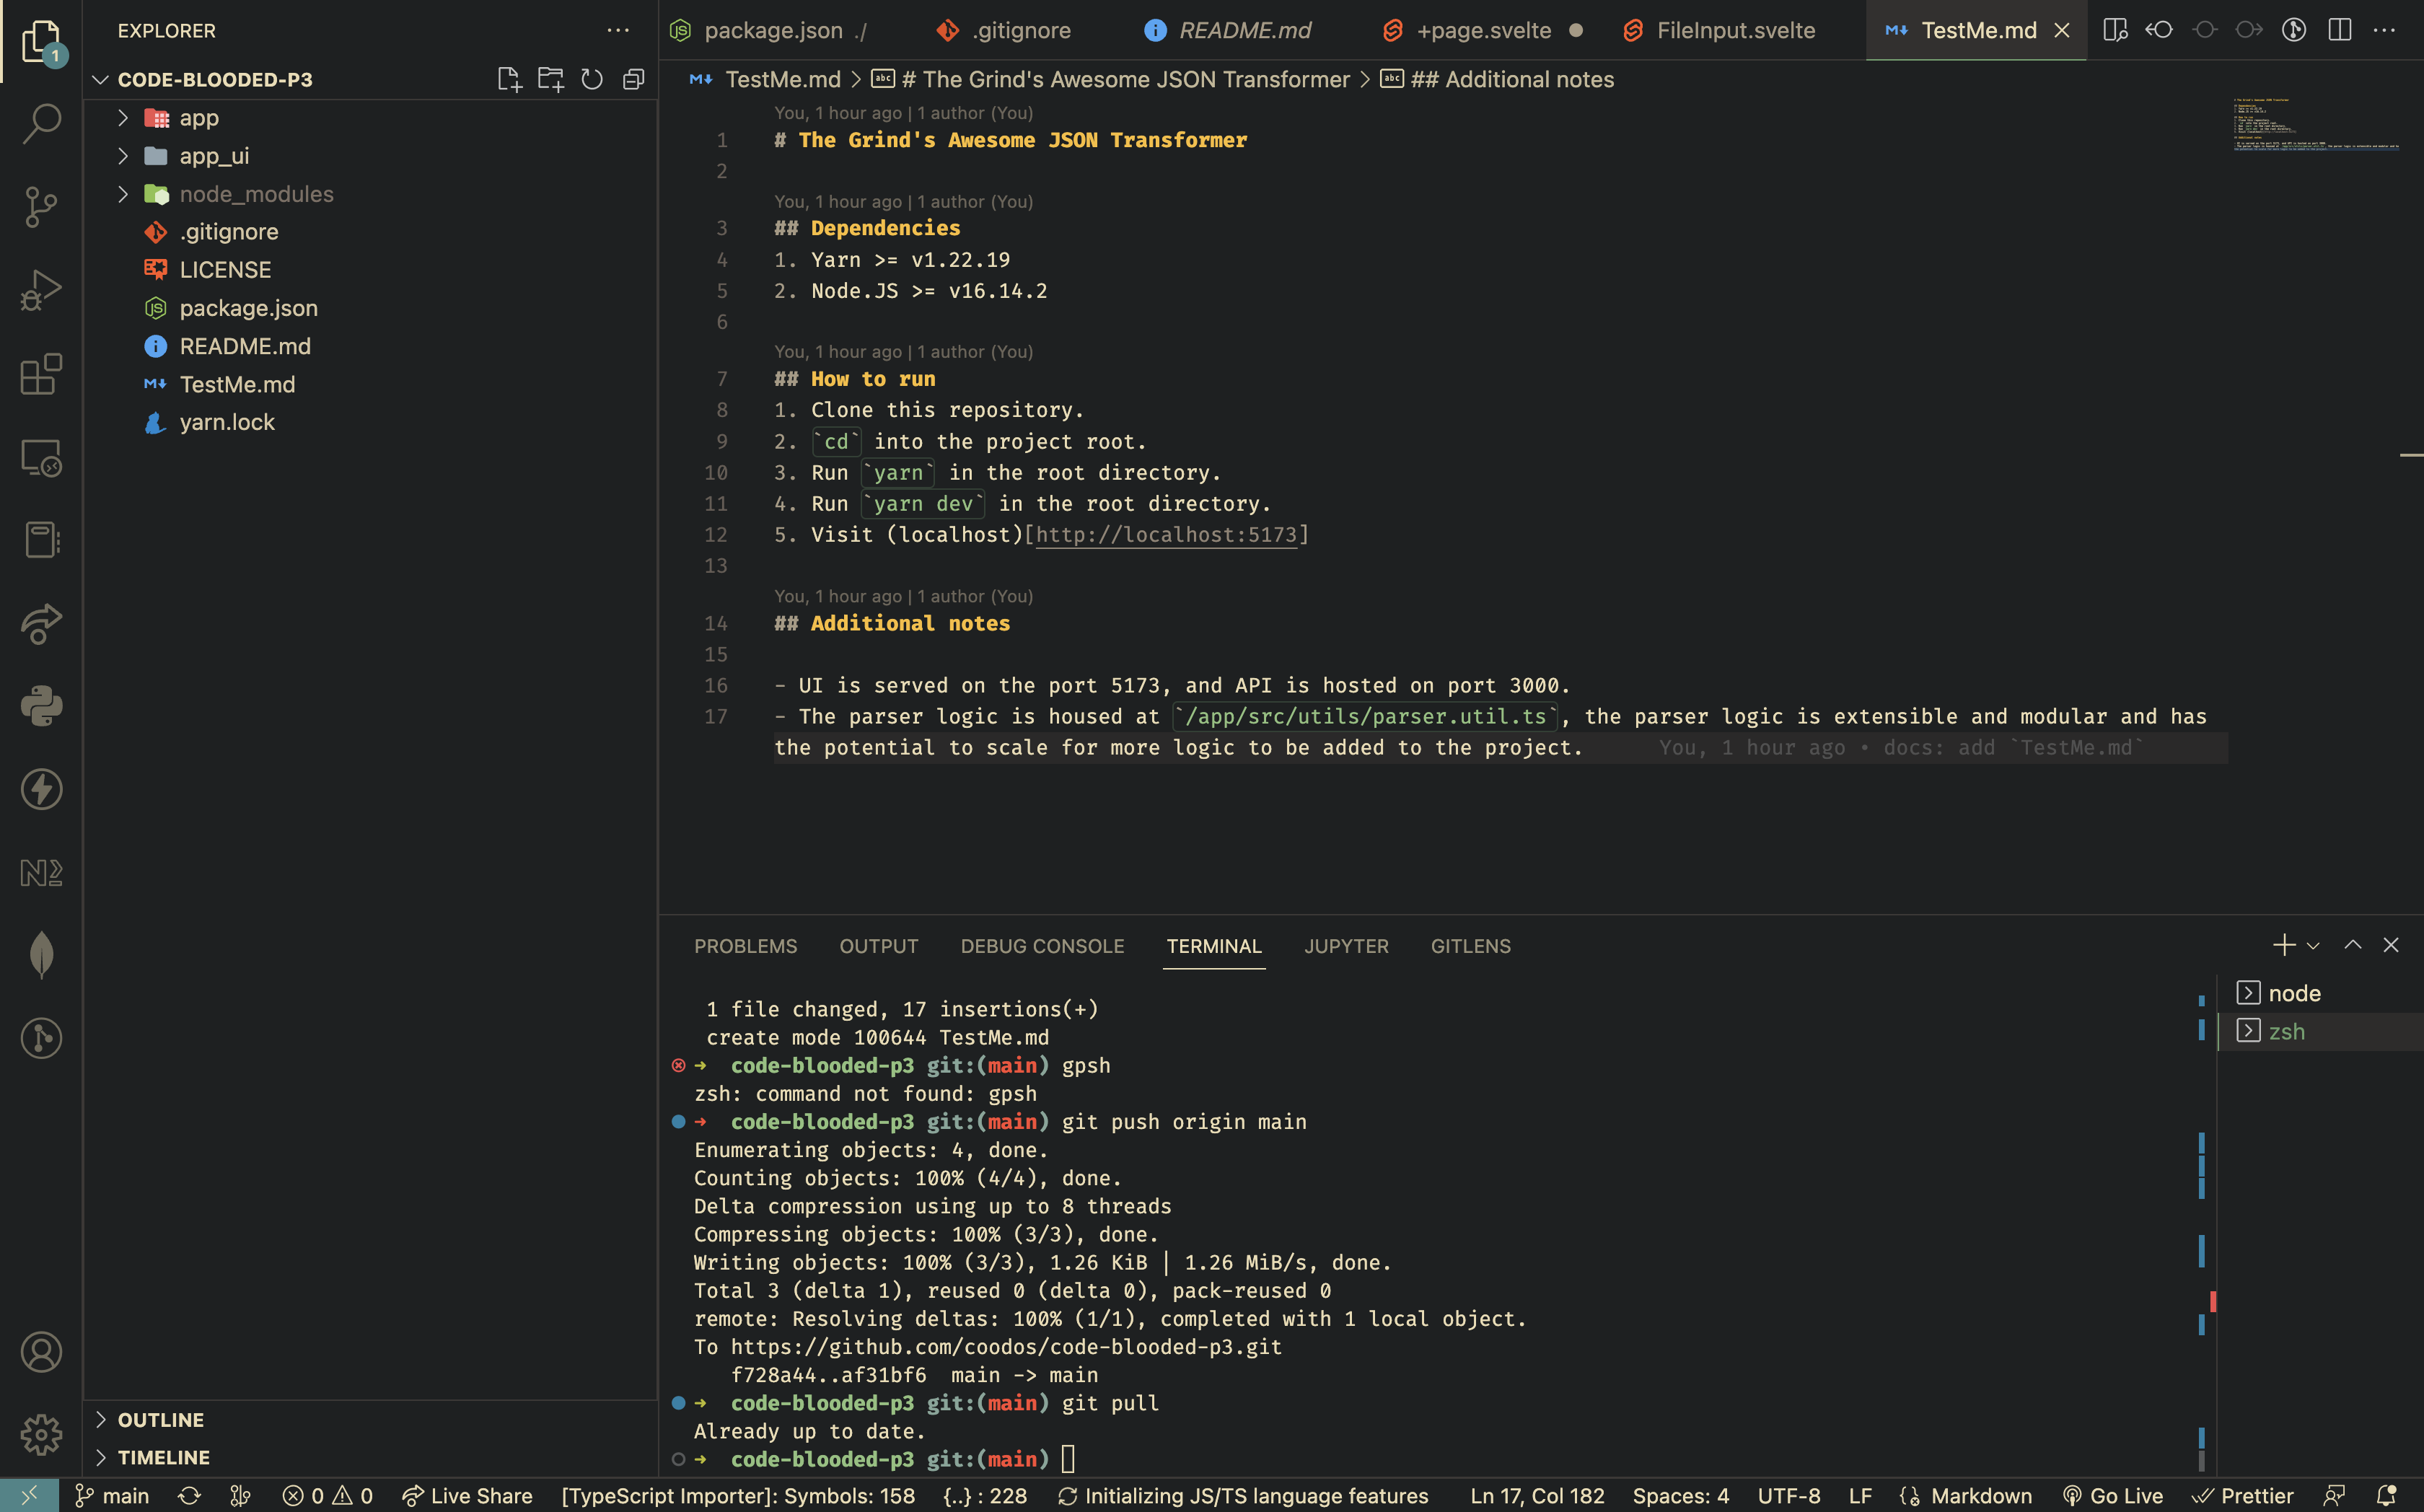 EXPLORER
CODE-BLOODED-P3
app
app_ui
node_modules
.gitignore
LICENSE
package.json
README.md
TestMe.md
yarn.lock
OUTLINE
TIMELINE
1
package.json ./
.gitignore
README.md
+page.svelte
FileInput.svelte
TestMe.md
TestMe.md > # The Grind's Awesome JSON Transformer > ## Additional notes
You, 1 hour ago | 1 author (You)
1 # The Grind's Awesome JSON Transformer
2
You, 1 hour ago | 1 author (You)
3 ## Dependencies
4 1. Yarn >= v1.22.19
5 2. Node.JS >= v16.14.2
6
You, 1 hour ago | 1 author (You)
7 ## How to run
8 1. Clone this repository.
9 2. `cd` into the project root.
10 3. Run `yarn` in the root directory.
11 4. Run `yarn dev` in the root directory.
12 5. Visit (localhost)[http://localhost:5173]
13
You, 1 hour ago | 1 author (You)
14 ## Additional notes
15
16 - UI is served on the port 5173, and API is hosted on port 3000.
17 - The parser logic is housed at `/app/src/utils/parser.util.ts`, the parser logic is extensible and modular and has
the potential to scale for more logic to be added to the project. You, 1 hour ago • docs: add `TestMe.md`
PROBLEMS OUTPUT DEBUG CONSOLE TERMINAL JUPYTER GITLENS
1 file changed, 17 insertions(+)
create mode 100644 TestMe.md
➜ code-blooded-p3 git:(main) gpsh
zsh: command not found: gpsh
➜ code-blooded-p3 git:(main) git push origin main
Enumerating objects: 4, done.
Counting objects: 100% (4/4), done.
Delta compression using up to 8 threads
Compressing objects: 100% (3/3), done.
Writing objects: 100% (3/3), 1.26 KiB | 1.26 MiB/s, done.
Total 3 (delta 1), reused 0 (delta 0), pack-reused 0
remote: Resolving deltas: 100% (1/1), completed with 1 local object.
To https://github.com/coodos/code-blooded-p3.git
f728a44..af31bf6 main -> main
➜ code-blooded-p3 git:(main) git pull
Already up to date.
➜ code-blooded-p3 git:(main)
node
zsh
main
0 0
Live Share
[TypeScript Importer]: Symbols: 158
{..} : 228
Initializing JS/TS language features
Ln 17, Col 182
Spaces: 4
UTF-8
LF
Markdown
Go Live
Prettier